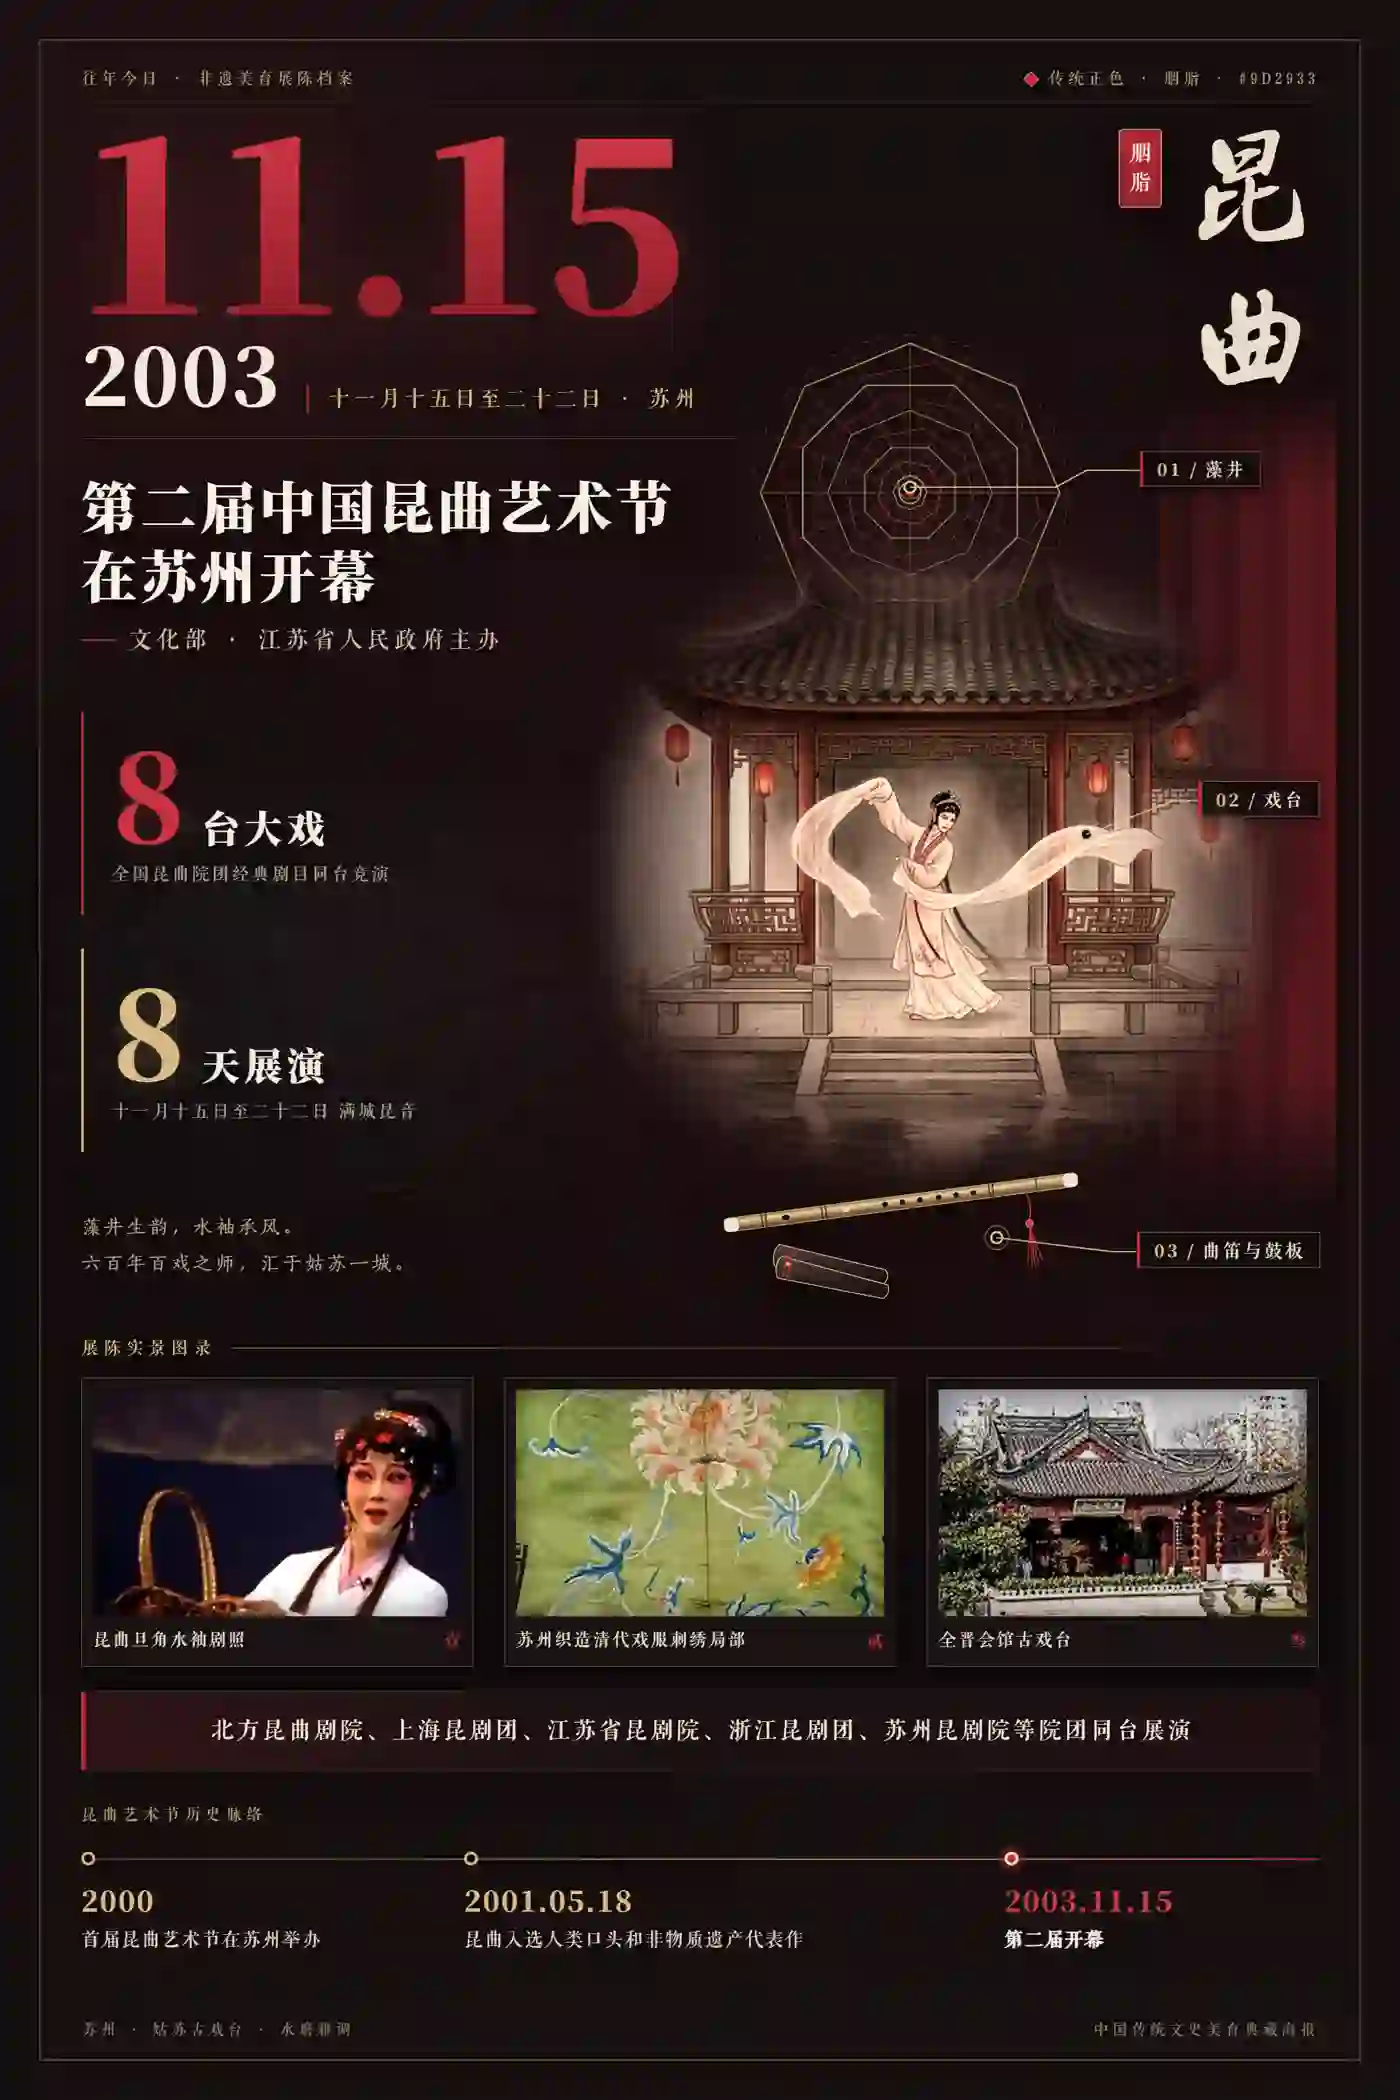 往年今日 · 非遗美育展陈档案
传统正色 · 胭脂 · #9D2933
11.15
胭脂
昆曲
2003
十一月十五日至二十二日 · 苏州
第二届中国昆曲艺术节
在苏州开幕
文化部 · 江苏省人民政府主办
01 / 藻井
02 / 戏台
8 台大戏
全国昆曲院团经典剧目同台竞演
8 天展演
十一月十五日至二十二日 满城昆音
藻井生韵，水袖承风。
六百年百戏之师，汇于姑苏一城。
03 / 曲笛与鼓板
展陈实景图录
昆曲旦角水袖剧照
壹
苏州织造清代戏服刺绣局部
贰
全晋会馆古戏台
北方昆曲剧院、上海昆剧团、江苏省昆剧院、浙江昆剧团、苏州昆剧院等院团同台展演
昆曲艺术节历史脉络
2000
首届昆曲艺术节在苏州举办
2001.05.18
昆曲入选人类口头和非物质遗产代表作
2003.11.15
第二届开幕
苏州 · 姑苏古戏台 · 水磨雅调
中国传统文史美育典藏海报